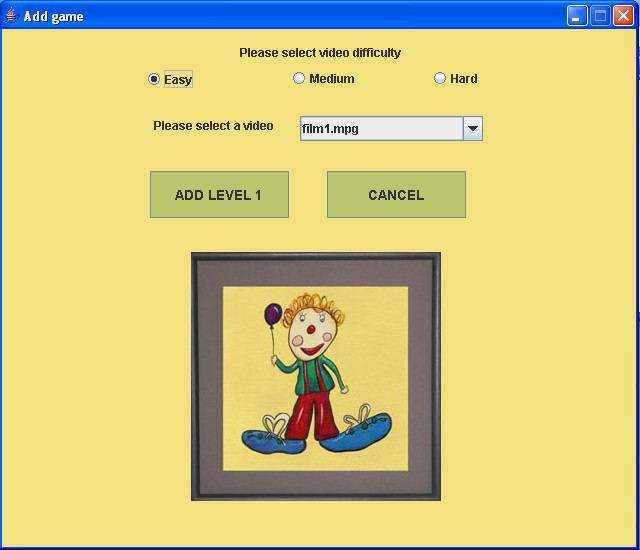 Add game
Please select video difficulty
Easy Medium Hard
Please select a video film1.mpg
ADD LEVEL 1 CANCEL